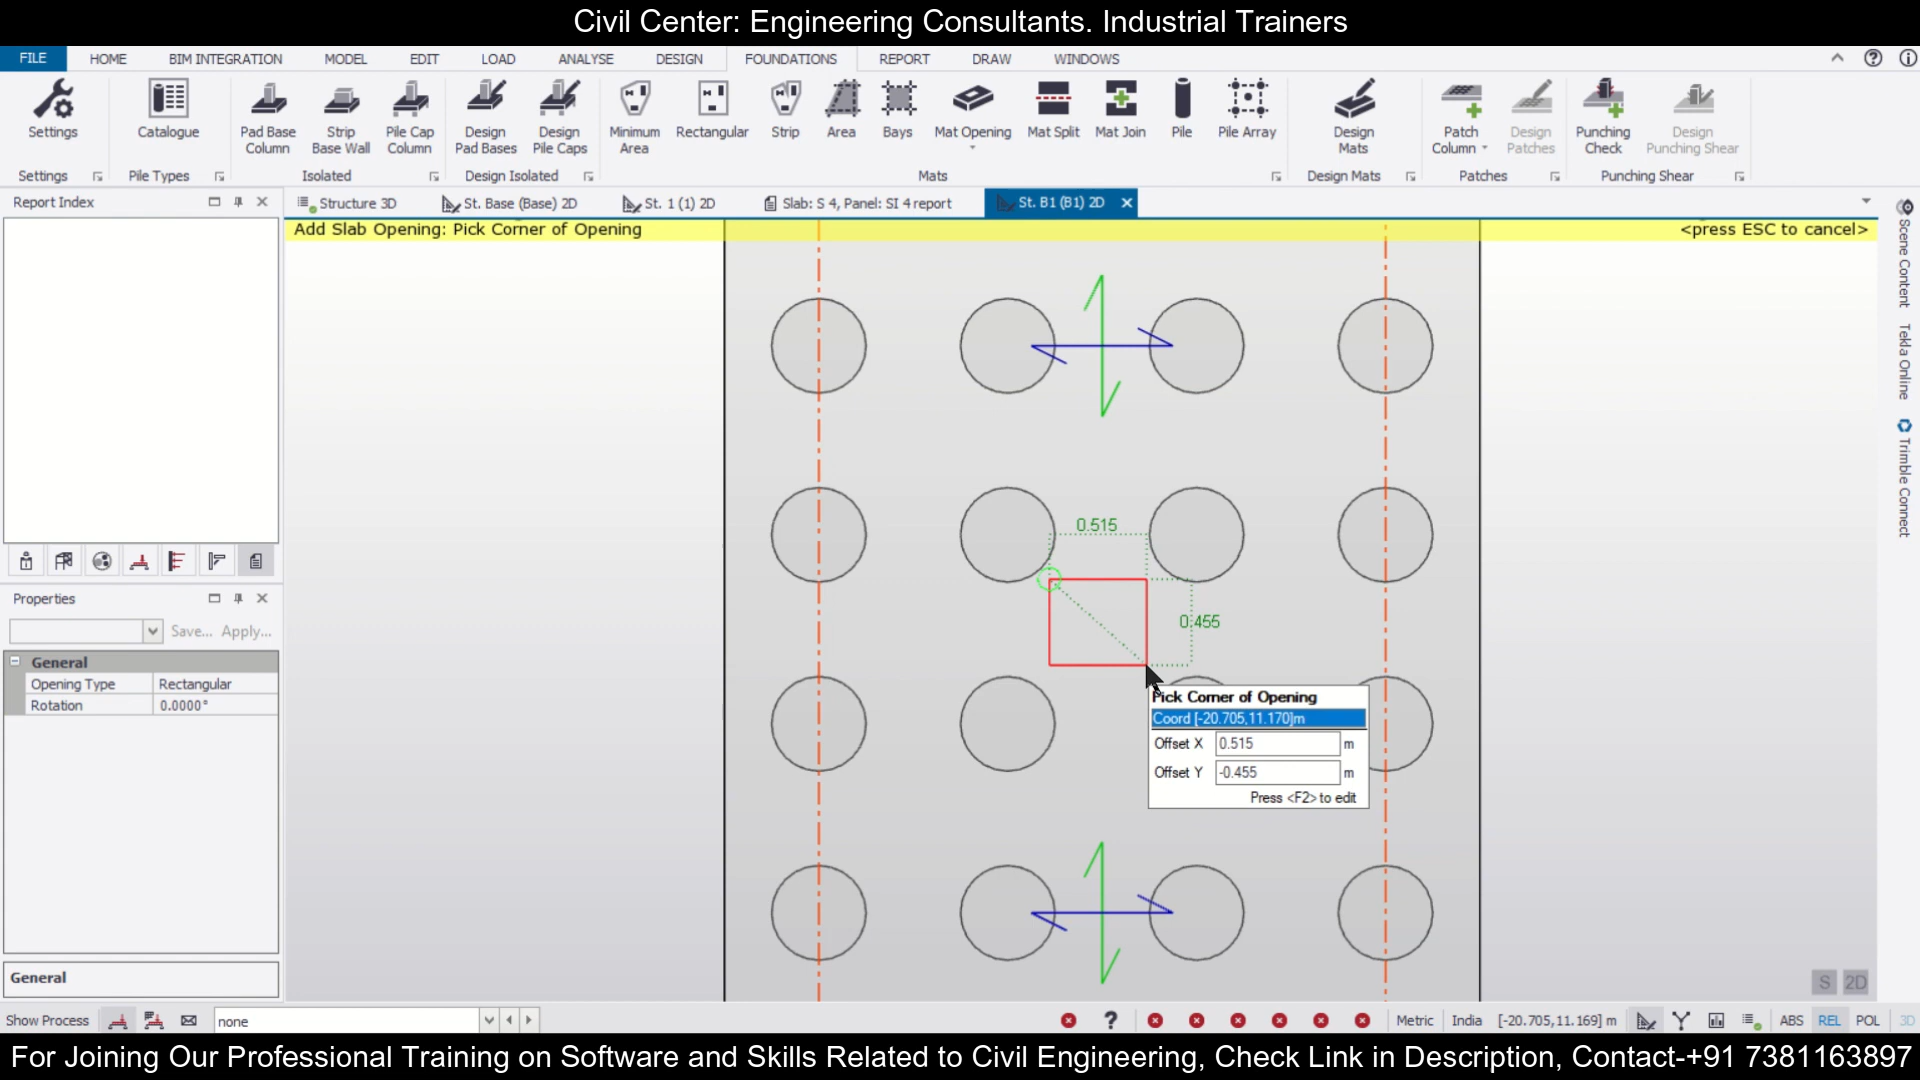 Civil Center: Engineering Consultants. Industrial Trainers
FILE HOME BIM INTEGRATION MODEL EDIT LOAD ANALYSE DESIGN FOUNDATIONS REPORT DRAW WINDOWS
Settings Catalogue Pad Base Column Strip Base Wall Pile Cap Column Design Pad Bases Design Pile Caps Minimum Area Rectangular Strip Area Bays Mat Opening Mat Split Mat Join Pile Pile Array Design Mats Patch Column Design Patches Punching Check Design Punching Shear
Settings Pile Types Isolated Design Isolated Mats Design Mats Patches Punching Shear
Report Index
Structure 3D St. Base (Base) 2D St. 1 (1) 2D Slab: S 4, Panel: SI 4 report St. B1 (B1) 2D
Add Slab Opening: Pick Corner of Opening <press ESC to cancel>
Scene Content
Tekla Online
Trimble Connect
0.515
0.455
Properties
Save... Apply...
General
Opening Type Rectangular
Rotation 0.0000°
Pick Corner of Opening
Coord [-20.705,11.170]m
Offset X 0.515 m
Offset Y -0.455 m
Press <F2> to edit
General
S 2D
Show Process none Metric India [-20.705,11.169] m ABS REL POL 3D
For Joining Our Professional Training on Software and Skills Related to Civil Engineering, Check Link in Description, Contact-+91 7381163897